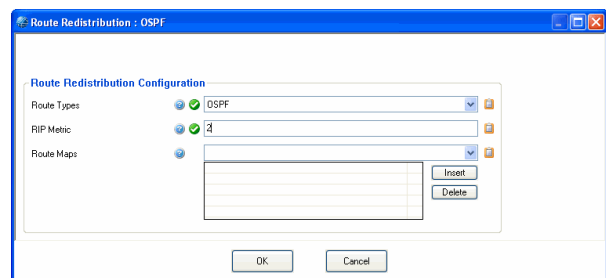 Route Redistribution : OSPF
Route Redistribution Configuration
Route Types OSPF
RIP Metric 2
Route Maps
Insert
Delete
OK Cancel